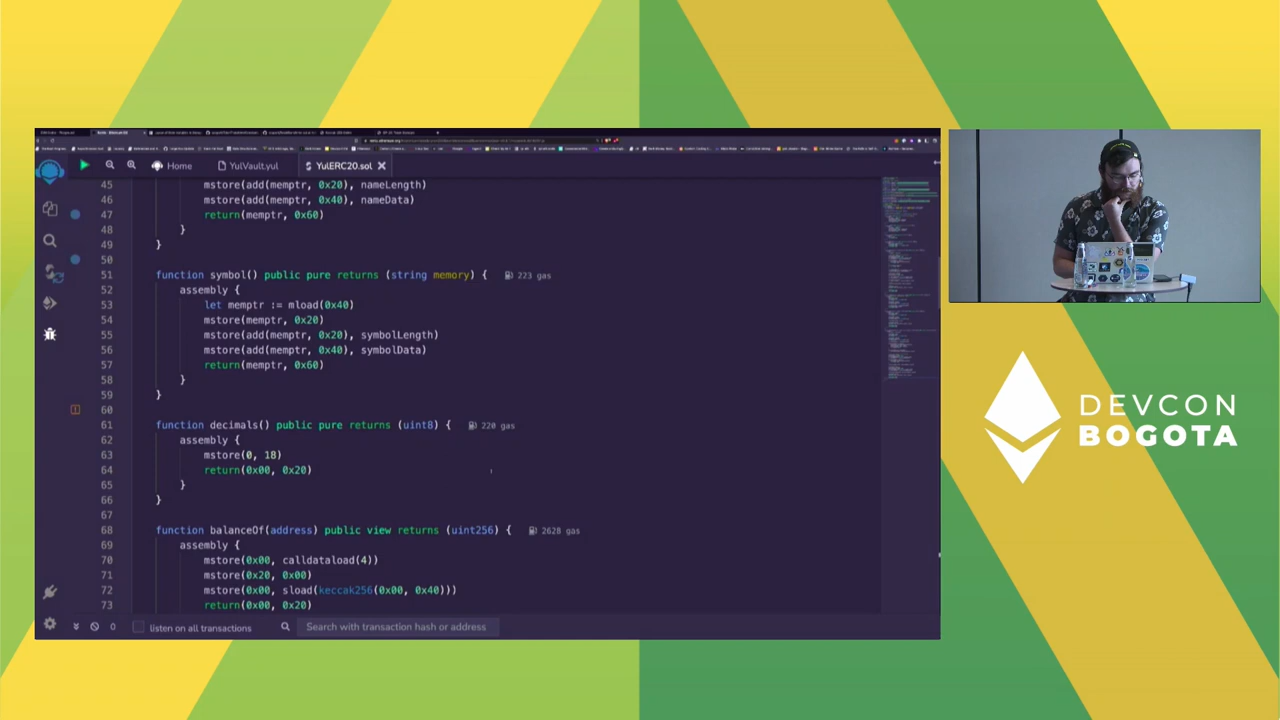 Home
YulVault.yul
YulERC20.sol
45 mstore(add(memptr, 0x20), nameLength)
46 mstore(add(memptr, 0x40), nameData)
47 return(memptr, 0x60)
48 }
49 }
50
51 function symbol() public pure returns (string memory) { 223 gas
52 assembly {
53 let memptr := mload(0x40)
54 mstore(memptr, 0x20)
55 mstore(add(memptr, 0x20), symbolLength)
56 mstore(add(memptr, 0x40), symbolData)
57 return(memptr, 0x60)
58 }
59 }
60
61 function decimals() public pure returns (uint8) { 220 gas
62 assembly {
63 mstore(0, 18)
64 return(0x00, 0x20)
65 }
66 }
67
68 function balanceOf(address) public view returns (uint256) { 2628 gas
69 assembly {
70 mstore(0x00, calldataload(4))
71 mstore(0x20, 0x00)
72 mstore(0x00, sload(keccak256(0x00, 0x40)))
73 return(0x00, 0x20)
0 listen on all transactions Search with transaction hash or address
DEVCON
BOGOTA